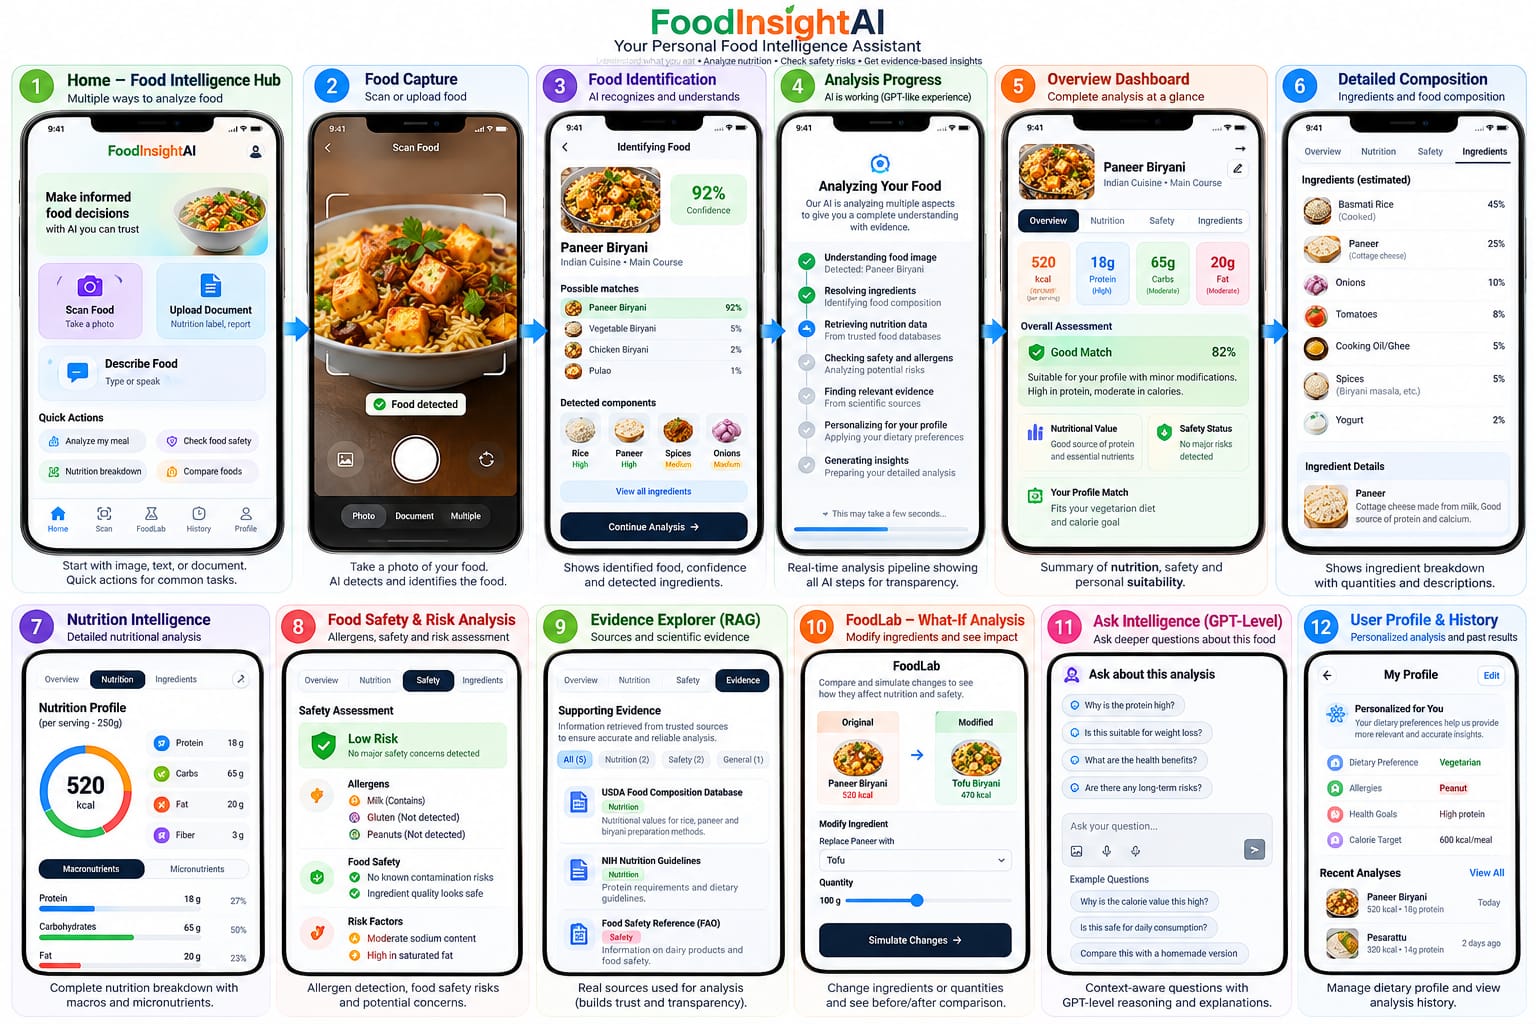 FoodInsightAI
Your Personal Food Intelligence Assistant
Understand what you eat • Analyze nutrition • Check safety risks • Get evidence-based insights
1
Home – Food Intelligence Hub
Multiple ways to analyze food
9:41
FoodInsightAI
Make informed
food decisions
with AI you can trust
Scan Food
Take a photo
Upload Document
Nutrition label, report
Describe Food
Type or speak
Quick Actions
Analyze my meal
Check food safety
Nutrition breakdown
Compare foods
Home
Scan
FoodLab
History
Profile
Start with image, text, or document.
Quick actions for common tasks.
2
Food Capture
Scan or upload food
9:41
Scan Food
Food detected
Photo
Document
Multiple
Take a photo of your food.
AI detects and identifies the food.
3
Food Identification
AI recognizes and understands
9:41
Identifying Food
92%
Confidence
Paneer Biryani
Indian Cuisine • Main Course
Possible matches
Paneer Biryani 92%
Vegetable Biryani 5%
Chicken Biryani 2%
Pulao 1%
Detected components
Rice
High
Paneer
High
Spices
Medium
Onions
Medium
View all ingredients
Continue Analysis →
Shows identified food, confidence
and detected ingredients.
4
Analysis Progress
AI is working (GPT-like experience)
9:41
Analyzing Your Food
Our AI is analyzing multiple aspects
to give you a complete understanding
with evidence.
Understanding food image
Detected: Paneer Biryani
Resolving ingredients
Identifying food composition
Retrieving nutrition data
From trusted food databases
Checking safety and allergens
Analyzing potential risks
Finding relevant evidence
From scientific sources
Personalizing for your profile
Applying your dietary preferences
Generating insights
Preparing your detailed analysis
This may take a few seconds...
Real-time analysis pipeline showing
all AI steps for transparency.
5
Overview Dashboard
Complete analysis at a glance
9:41
Paneer Biryani
Indian Cuisine • Main Course
Overview
Nutrition
Safety
Ingredients
520
kcal
(per serving)
18g
Protein
(High)
65g
Carbs
(Moderate)
20g
Fat
(Moderate)
Overall Assessment
Good Match 82%
Suitable for your profile with minor modifications.
High in protein, moderate in calories.
Nutritional Value
Good source of protein
and essential nutrients
Safety Status
No major risks
detected
Your Profile Match
Fits your vegetarian diet
and calorie goal
Summary of nutrition, safety and
personal suitability.
6
Detailed Composition
Ingredients and food composition
9:41
Overview
Nutrition
Safety
Ingredients
Ingredients (estimated)
Basmati Rice 45%
(Cooked)
Paneer 25%
(Cottage cheese)
Onions 10%
Tomatoes 8%
Cooking Oil/Ghee 5%
Spices 5%
(Biryani masala, etc.)
Yogurt 2%
Ingredient Details
Paneer
Cottage cheese made from milk, Good
source of protein and calcium.
Shows ingredient breakdown
with quantities and descriptions.
7
Nutrition Intelligence
Detailed nutritional analysis
Overview
Nutrition
Ingredients
Nutrition Profile
(per serving - 250g)
520
kcal
Protein 18 g
Carbs 65 g
Fat 20 g
Fiber 3 g
Macronutrients
Micronutrients
Protein 18 g 27%
Carbohydrates 65 g 50%
Fat 20 g 23%
Complete nutrition breakdown with
macros and micronutrients.
8
Food Safety & Risk Analysis
Allergens, safety and risk assessment
Overview
Nutrition
Safety
Ingredients
Safety Assessment
Low Risk
No major safety concerns detected
Allergens
Milk (Contains)
Gluten (Not detected)
Peanuts (Not detected)
Food Safety
No known contamination risks
Ingredient quality looks safe
Risk Factors
Moderate sodium content
High in saturated fat
Allergen detection, food safety risks
and potential concerns.
9
Evidence Explorer (RAG)
Sources and scientific evidence
Overview
Nutrition
Safety
Evidence
Supporting Evidence
Information retrieved from trusted sources
to ensure accurate and reliable analysis.
All (5)
Nutrition (2)
Safety (2)
General (1)
USDA Food Composition Database
Nutrition
Nutritional values for rice, paneer and
biryani preparation methods.
NIH Nutrition Guidelines
Nutrition
Protein requirements and dietary
guidelines.
Food Safety Reference (FAO)
Safety
Information on dairy products and
food safety.
Real sources used for analysis
(builds trust and transparency).
10
FoodLab – What-If Analysis
Modify ingredients and see impact
FoodLab
Compare and simulate changes to see
how they affect nutrition and safety.
Original
Paneer Biryani
520 kcal
→
Modified
Tofu Biryani
470 kcal
Modify Ingredient
Replace Paneer with
Tofu
Quantity
100 g
Simulate Changes →
Change ingredients or quantities
and see before/after comparison.
11
Ask Intelligence (GPT-Level)
Ask deeper questions about this food
Ask about this analysis
Why is the protein high?
Is this suitable for weight loss?
What are the health benefits?
Are there any long-term risks?
Ask your question...
Example Questions
Why is the calorie value this high?
Is this safe for daily consumption?
Compare this with a homemade version
Context-aware questions with
GPT-level reasoning and explanations.
12
User Profile & History
Personalized analysis and past results
My Profile
Edit
Personalized for You
Your dietary preferences help us provide
more relevant and accurate insights.
Dietary Preference Vegetarian
Allergies Peanut
Health Goals High protein
Calorie Target 600 kcal/meal
Recent Analyses View All
Paneer Biryani
520 kcal • 18g protein
Today
Pesarattu
320 kcal • 14g protein
2 days ago
Manage dietary profile and view
analysis history.